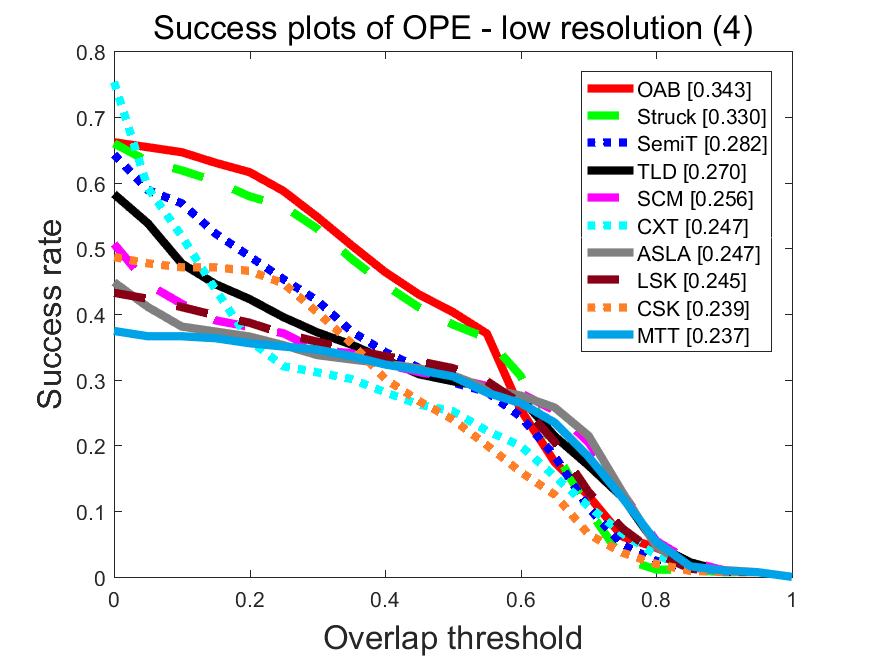 Success plots of OPE - low resolution (4)
0.8
0.7
0.6
0.5
0.4
0.3
0.2
0.1
0
Success rate
OAB [0.343]
Struck [0.330]
SemiT [0.282]
TLD [0.270]
SCM [0.256]
CXT [0.247]
ASLA [0.247]
LSK [0.245]
CSK [0.239]
MTT [0.237]
0 0.2 0.4 0.6 0.8 1
Overlap threshold